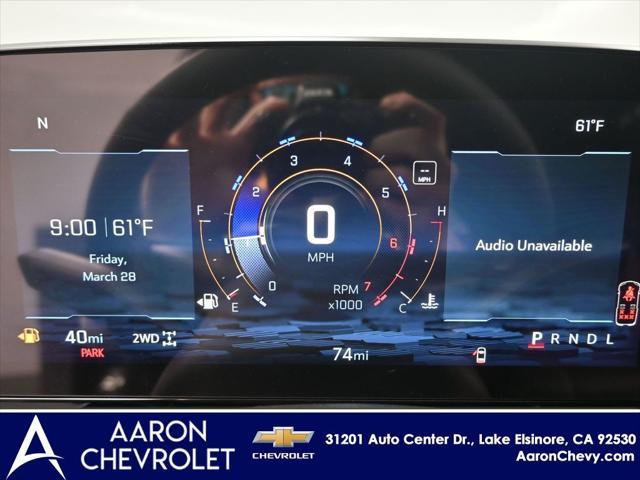 N
61°F
9:00 | 61°F
Friday,
March 28
F
E
0
2
3
4
5
6
7
0
MPH
RPM
x1000
--
MPH
H
C
Audio Unavailable
40mi
PARK
2WD
74mi
P R N D L
AARON
CHEVROLET
CHEVROLET
31201 Auto Center Dr., Lake Elsinore, CA 92530
AaronChevy.com